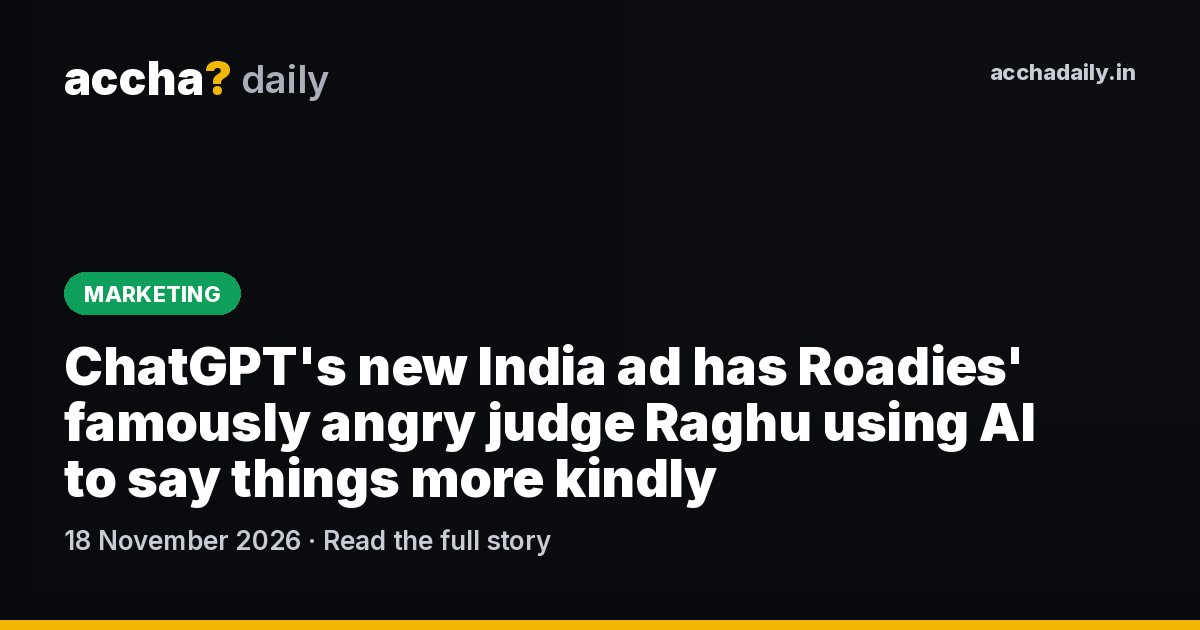 accha? daily
acchadaily.in
MARKETING
ChatGPT's new India ad has Roadies'
famously angry judge Raghu using AI
to say things more kindly
18 November 2026 · Read the full story